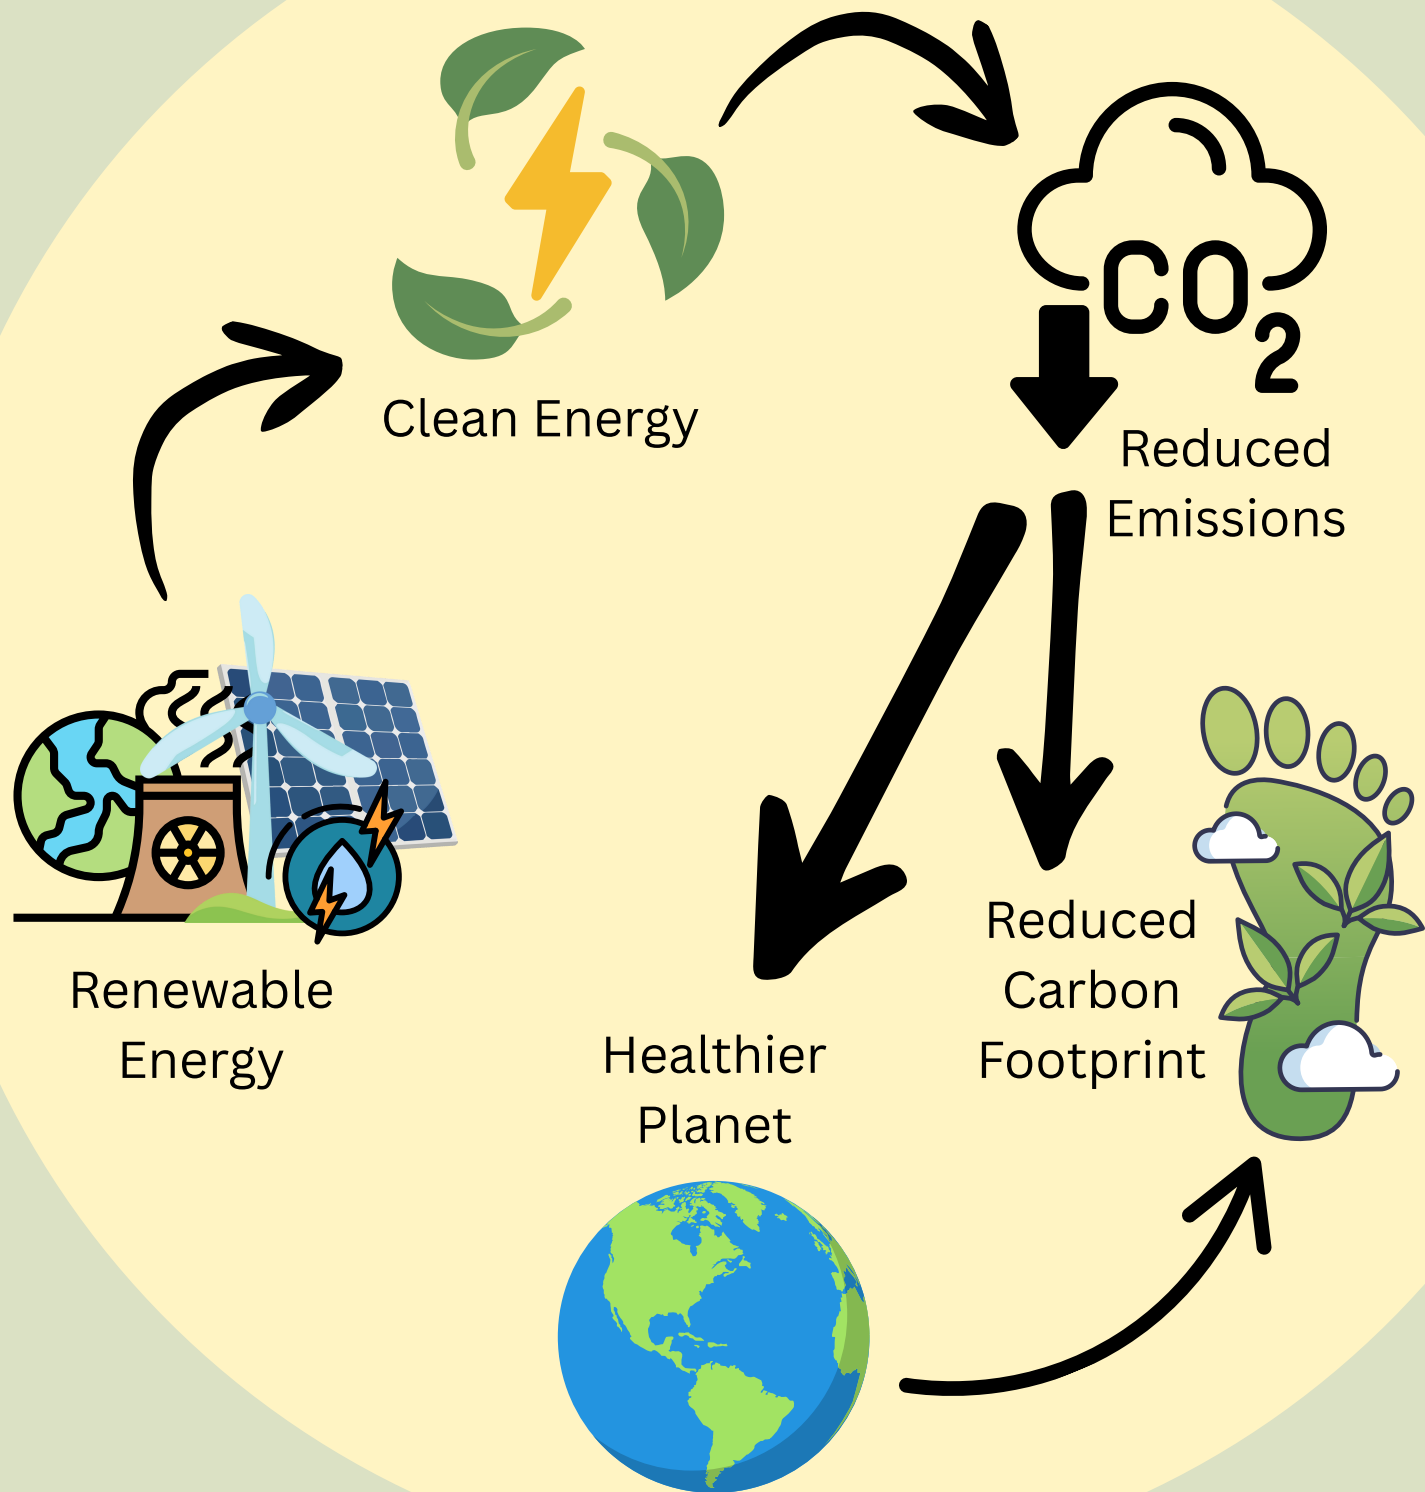 Clean Energy
CO2
Reduced
Emissions
Renewable
Energy
Healthier
Planet
Reduced
Carbon
Footprint